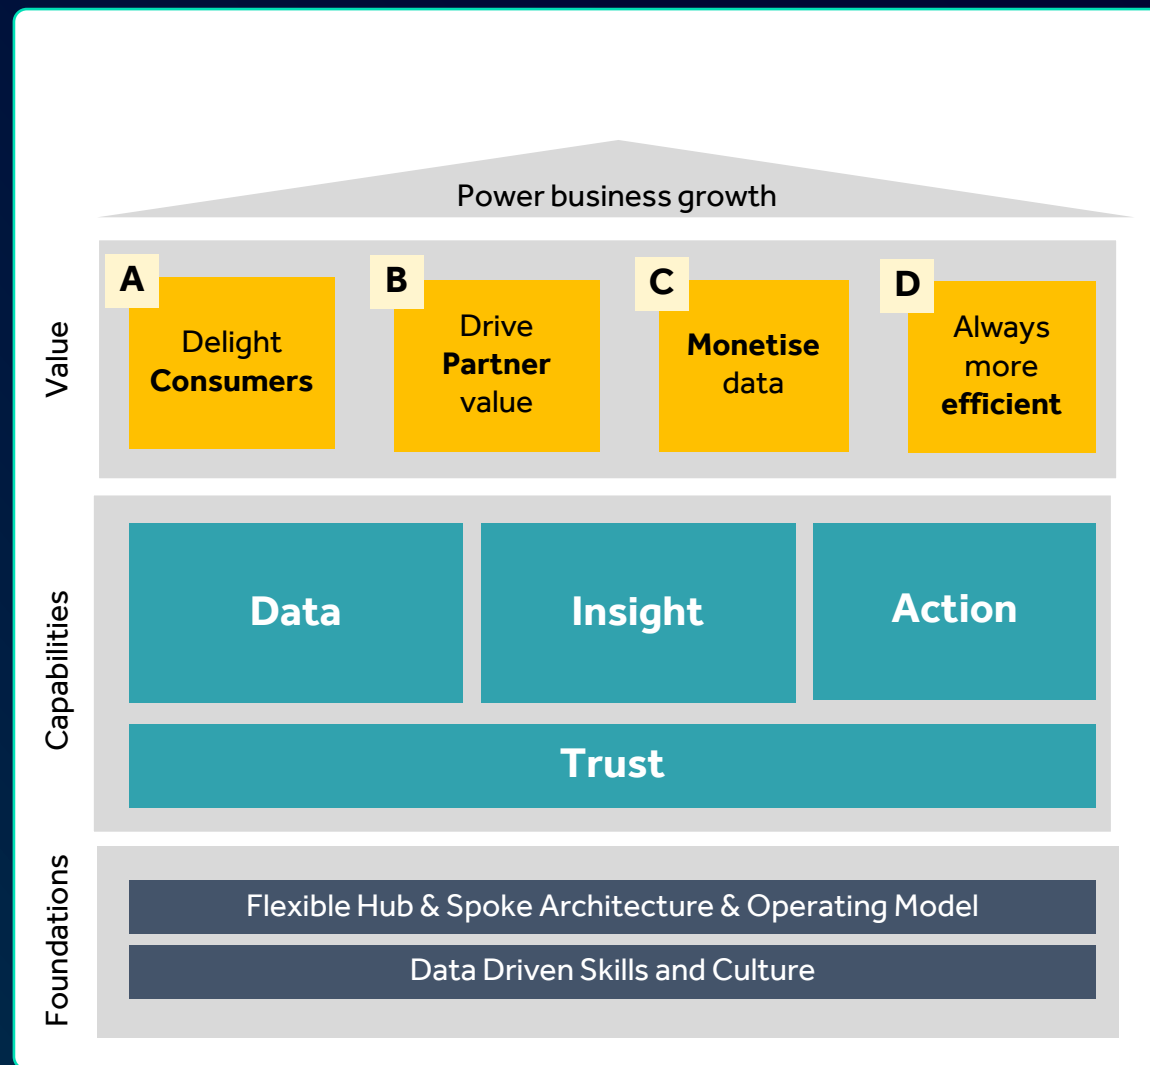 Power business growth
Value
A
Delight
Consumers
B
Drive
Partner
value
C
Monetise
data
D
Always
more
efficient
Capabilities
Data
Insight
Action
Trust
Foundations
Flexible Hub & Spoke Architecture & Operating Model
Data Driven Skills and Culture